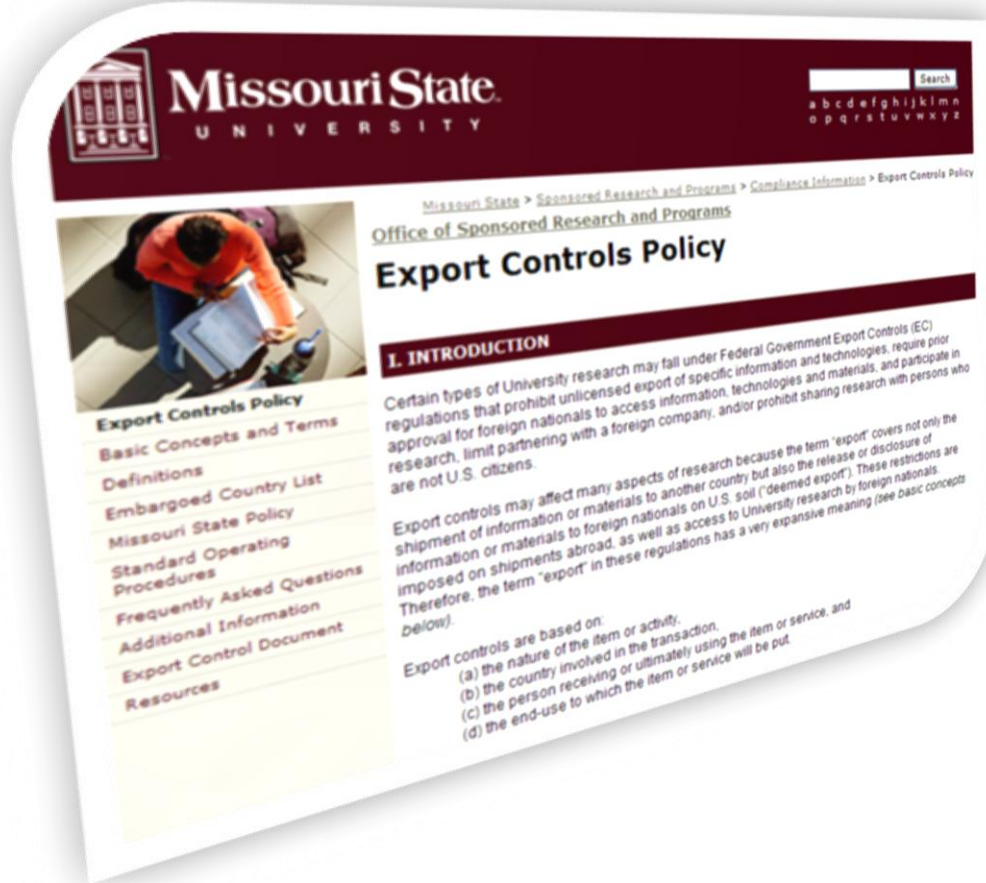 Missouri State
UNIVERSITY
Search
a b c d e f g h i j k l m n
o p q r s t u v w x y z
Missouri State > Sponsored Research and Programs > Compliance Information > Export Controls Policy
Office of Sponsored Research and Programs
Export Controls Policy
Export Controls Policy
Basic Concepts and Terms
Definitions
Embargoed Country List
Missouri State Policy
Standard Operating
Procedures
Frequently Asked Questions
Additional Information
Export Control Document
Resources
I. INTRODUCTION
Certain types of University research may fall under Federal Government Export Controls (EC)
regulations that prohibit unlicensed export of specific information and technologies, require prior
approval for foreign nationals to access information, technologies and materials, and participate in
research, limit partnering with a foreign company, and/or prohibit sharing research with persons who
are not U.S. citizens.
Export controls may affect many aspects of research because the term "export" covers not only the
shipment of information or materials to another country but also the release or disclosure of
information or materials to foreign nationals on U.S. soil ("deemed export"). These restrictions are
imposed on shipments abroad, as well as access to University research by foreign nationals.
Therefore, the term "export" in these regulations has a very expansive meaning (see basic concepts
below).
Export controls are based on:
(a) the nature of the item or activity,
(b) the country involved in the transaction,
(c) the person receiving or ultimately using the item or service, and
(d) the end-use to which the item or service will be put.